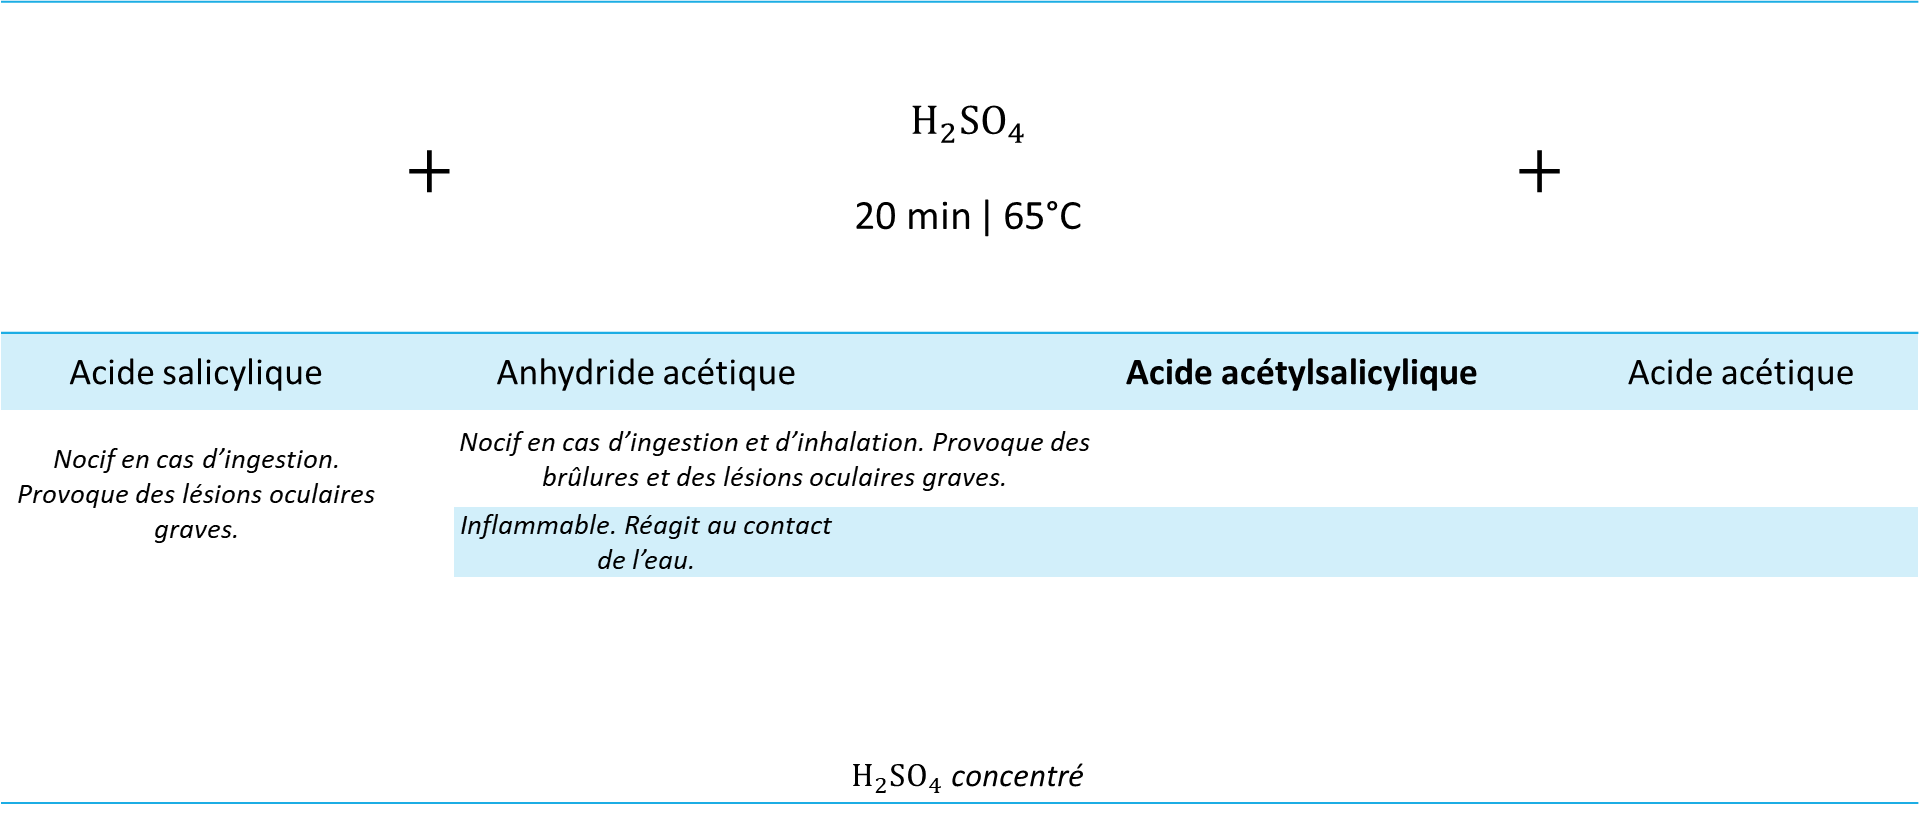 +
H₂SO₄
20 min | 65°C
+
Acide salicylique
Anhydride acétique
Acide acétylsalicylique
Acide acétique
Nocif en cas d’ingestion.
Provoque des lésions oculaires
graves.
Nocif en cas d’ingestion et d’inhalation. Provoque des
brûlures et des lésions oculaires graves.
Inflammable. Réagit au contact
de l’eau.
H₂SO₄ concentré